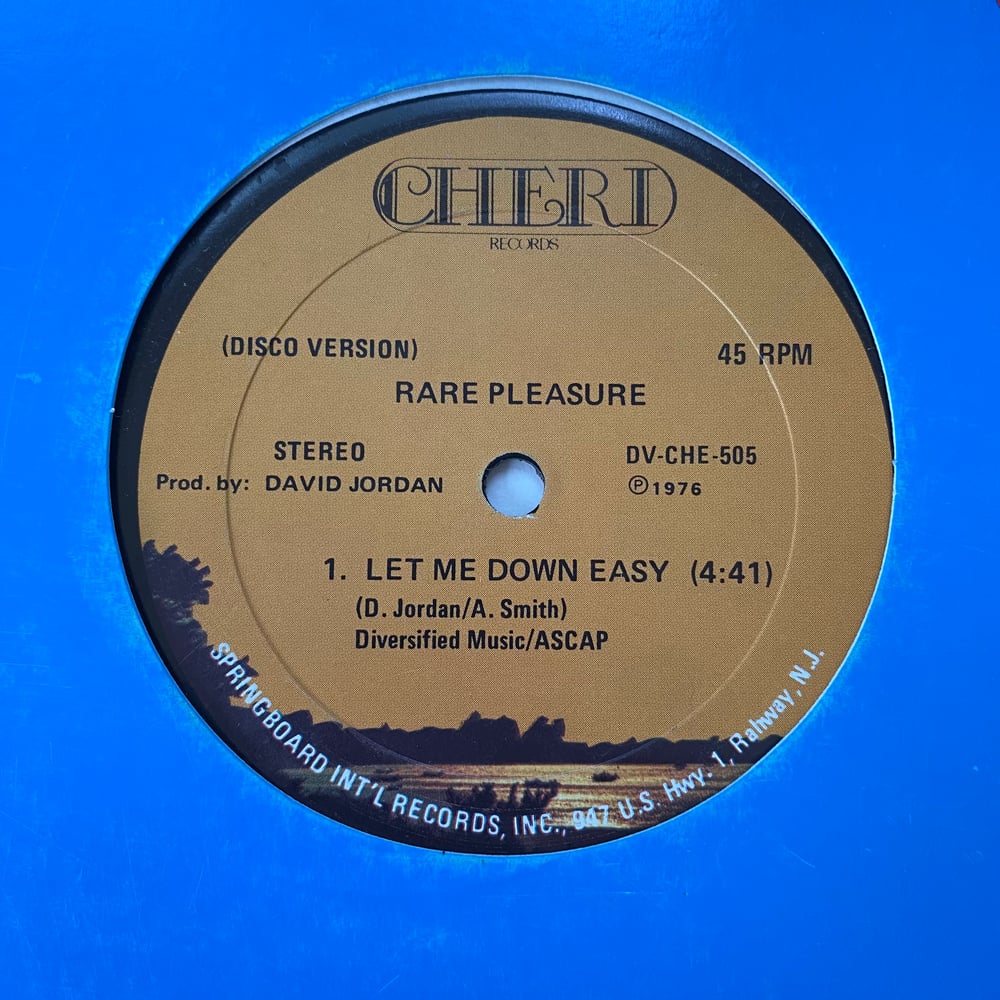 CHERI
RECORDS
(DISCO VERSION)
45 RPM
RARE PLEASURE
STEREO
DV-CHE-505
Prod. by: DAVID JORDAN
Ⓟ1976
1. LET ME DOWN EASY (4:41)
(D. Jordan/A. Smith)
Diversified Music/ASCAP
SPRINGBOARD INT'L RECORDS, INC., 947 U.S. Hwy. 1, Rahway, N.J.